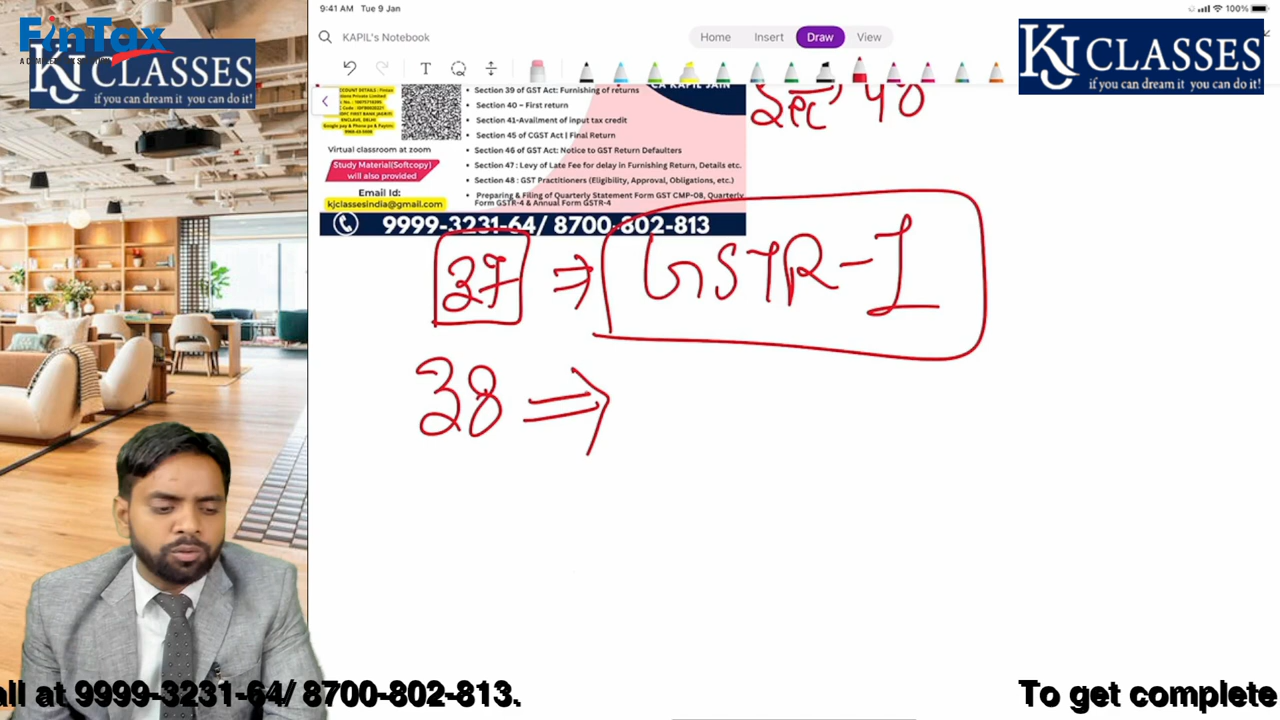 9:41 AM Tue 9 Jan
100%
FinTax
KJ CLASSES
if you can dream it you can do it!
KAPIL's Notebook
Home Insert Draw View
KJ CLASSES
if you can dream it you can do it!
CA KAPIL JAIN
Sec 40
Virtual classroom at zoom
Study Material(Softcopy)
will also provided
Email Id:
kjclassesindia@gmail.com
• Section 39 of GST Act: Furnishing of returns
• Section 40 – First return
• Section 41-Availment of input tax credit
• Section 45 of CGST Act | Final Return
• Section 46 of GST Act: Notice to GST Return Defaulters
• Section 47 : Levy of Late Fee for delay in Furnishing Return, Details etc.
• Section 48 : GST Practitioners (Eligibility, Approval, Obligations, etc.)
• Preparing & Filing of Quarterly Statement Form GST CMP-08, Quarterly
Form GSTR-4 & Annual Form GSTR-4
9999-3231-64/ 8700-802-813
37 ⇒ GSTR-1
38 ⇒
all at 9999-3231-64/ 8700-802-813. To get complete